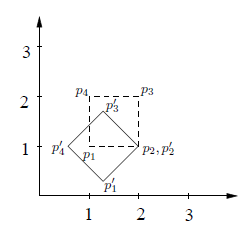 3
p₄ p₃
2
p′₃
p′₄ p₁ p₂, p′₂
1
p′₁
1 2 3